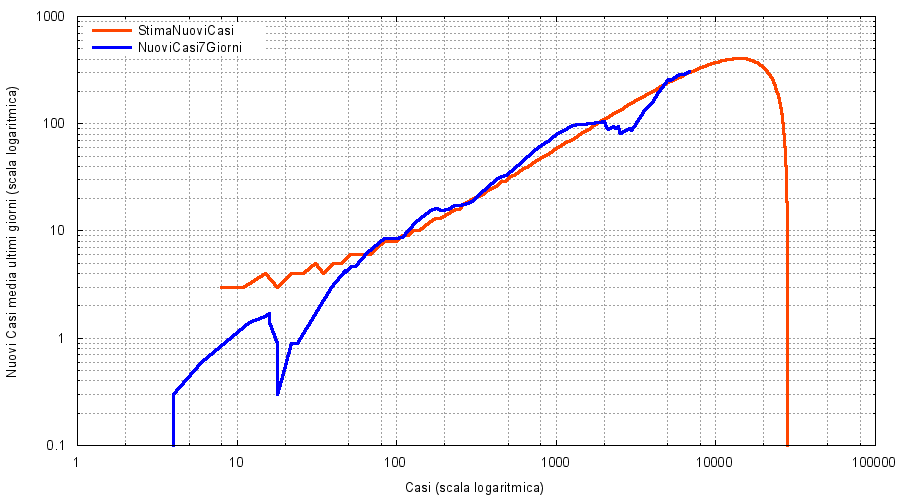 1000
StimaNuoviCasi
NuoviCasi7Giorni
100
10
1
0.1
Nuovi Casi media ultimi giorni (scala logaritmica)
1 10 100 1000 10000 100000
Casi (scala logaritmica)